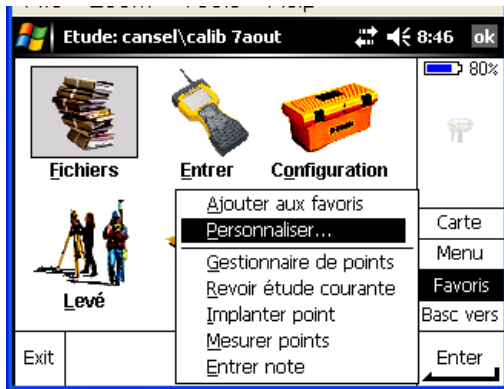 Etude: cansel\calib 7aout 8:46 ok
80%
Fichiers Entrer Configuration
Levé
Ajouter aux favoris
Personnaliser...
Gestionnaire de points
Revoir étude courante
Implanter point
Mesurer points
Entrer note
Carte
Menu
Favoris
Basc vers
Exit
Enter